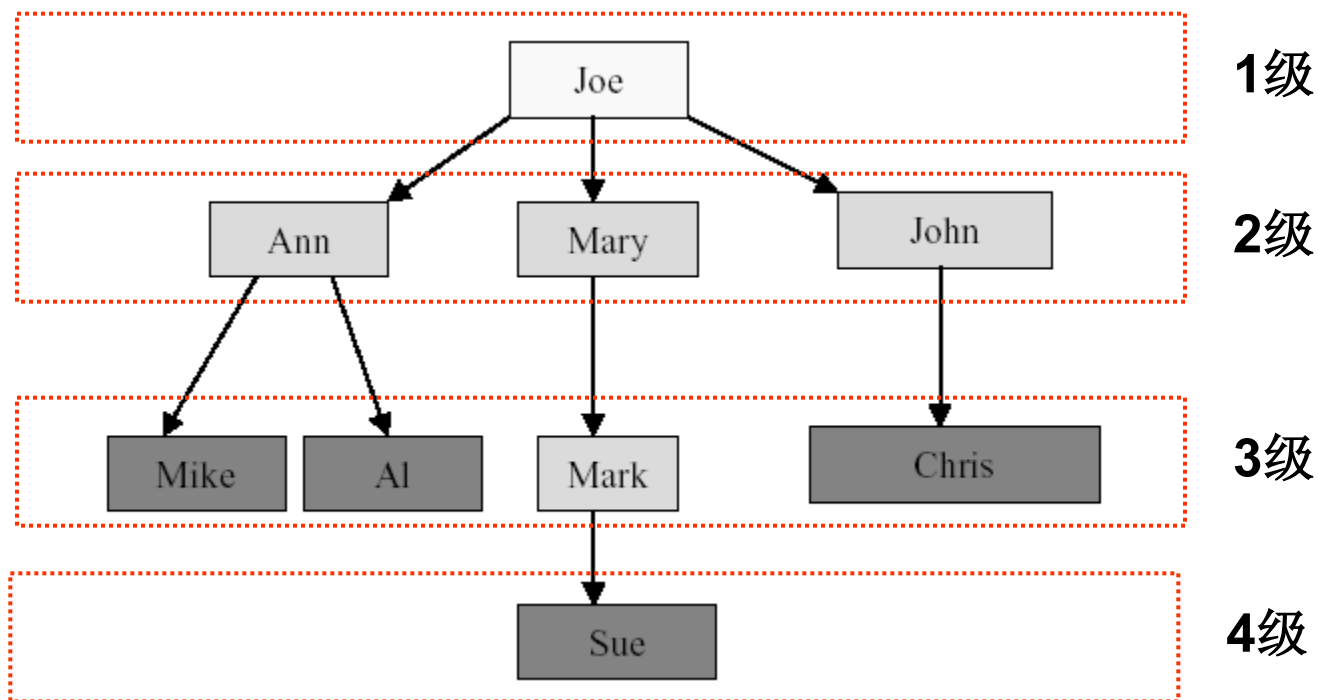 Joe
1级
Ann
Mary
John
2级
Mike
Al
Mark
Chris
3级
Sue
4级